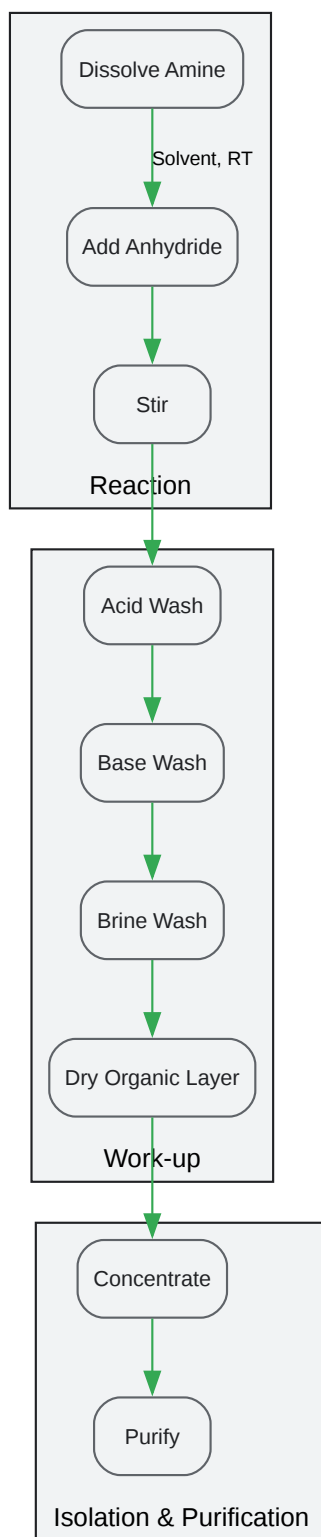 Dissolve Amine
Solvent, RT
Add Anhydride
Stir
Reaction
Acid Wash
Base Wash
Brine Wash
Dry Organic Layer
Work-up
Concentrate
Purify
Isolation & Purification